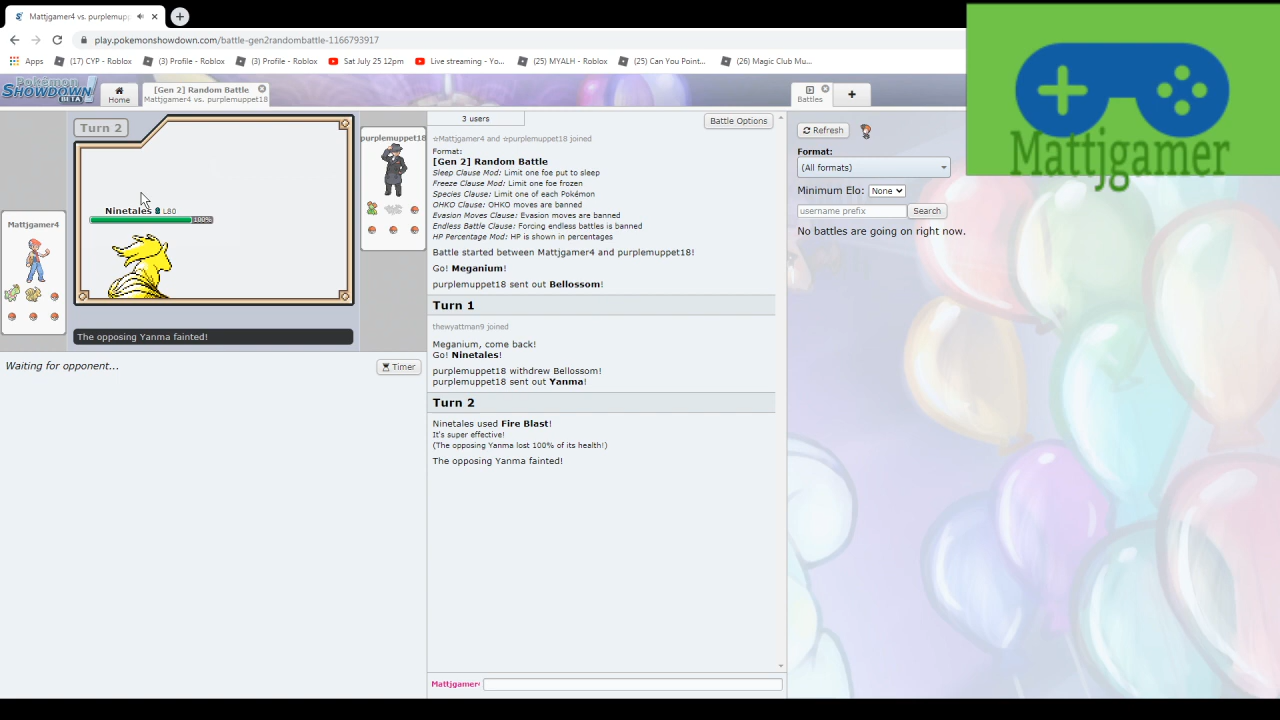 Mattjgamer4 vs. purplemupp
play.pokemonshowdown.com/battle-gen2randombattle-1166793917
Apps
(17) CYP - Roblox
(3) Profile - Roblox
(3) Profile - Roblox
Sat July 25 12pm
Live streaming - Yo...
(25) MYALH - Roblox
(25) Can You Point...
(26) Magic Club Mu...
Pokémon
SHOWDOWN!
BETA
Home
[Gen 2] Random Battle
Mattjgamer4 vs. purplemuppet18
Battles
Turn 2
Mattjgamer4
purplemuppet18
Ninetales L80
100%
The opposing Yanma fainted!
Waiting for opponent...
Timer
3 users
Battle Options
☆Mattjgamer4 and ☆purplemuppet18 joined
Format:
[Gen 2] Random Battle
Sleep Clause Mod: Limit one foe put to sleep
Freeze Clause Mod: Limit one foe frozen
Species Clause: Limit one of each Pokémon
OHKO Clause: OHKO moves are banned
Evasion Moves Clause: Evasion moves are banned
Endless Battle Clause: Forcing endless battles is banned
HP Percentage Mod: HP is shown in percentages
Battle started between Mattjgamer4 and purplemuppet18!
Go! Meganium!
purplemuppet18 sent out Bellossom!
Turn 1
thewyattman9 joined
Meganium, come back!
Go! Ninetales!
purplemuppet18 withdrew Bellossom!
purplemuppet18 sent out Yanma!
Turn 2
Ninetales used Fire Blast!
It's super effective!
(The opposing Yanma lost 100% of its health!)
The opposing Yanma fainted!
Mattjgamer
Refresh
Format:
(All formats)
Minimum Elo: None
username prefix
Search
No battles are going on right now.
Mattjgamer